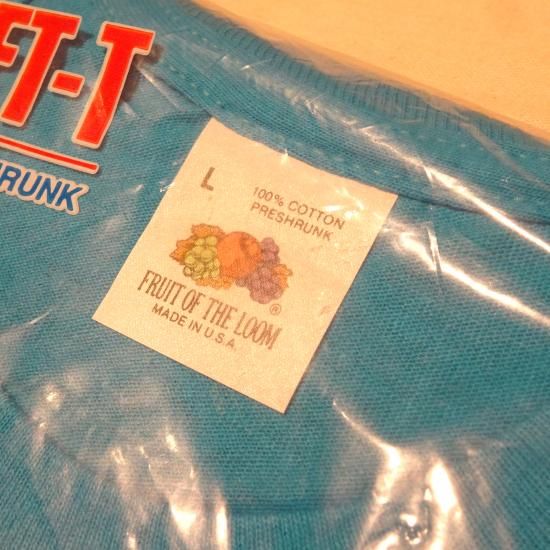 FT-T
RUNK
L
100% COTTON
PRESHRUNK
®
FRUIT OF THE LOOM
MADE IN U.S.A.